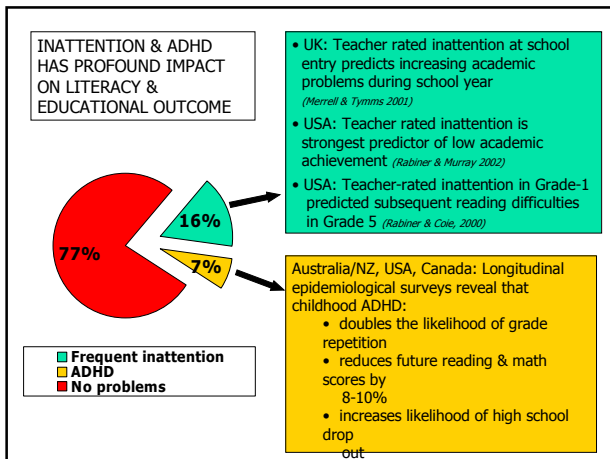 INATTENTION & ADHD
HAS PROFOUND IMPACT
ON LITERACY &
EDUCATIONAL OUTCOME
• UK: Teacher rated inattention at school
entry predicts increasing academic
problems during school year
(Merrell & Tymms 2001)
• USA: Teacher rated inattention is
strongest predictor of low academic
achievement (Rabiner & Murray 2002)
• USA: Teacher-rated inattention in Grade-1
predicted subsequent reading difficulties
in Grade 5 (Rabiner & Coie, 2000)
16%
77%
7%
Australia/NZ, USA, Canada: Longitudinal
epidemiological surveys reveal that
childhood ADHD:
• doubles the likelihood of grade
repetition
• reduces future reading & math
scores by
8-10%
• increases likelihood of high school
drop
out
Frequent inattention
ADHD
No problems